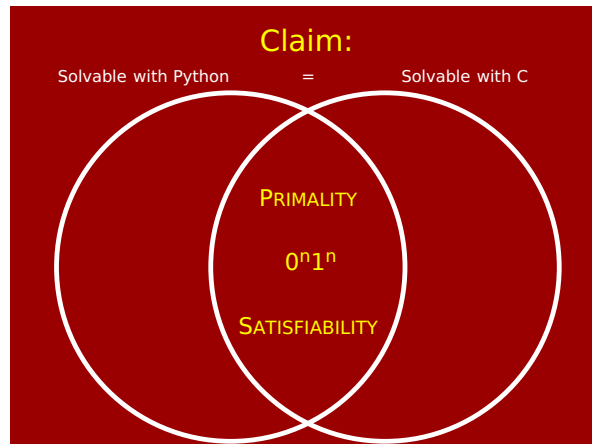 Claim:
Solvable with Python = Solvable with C
PRIMALITY
0ⁿ1ⁿ
SATISFIABILITY